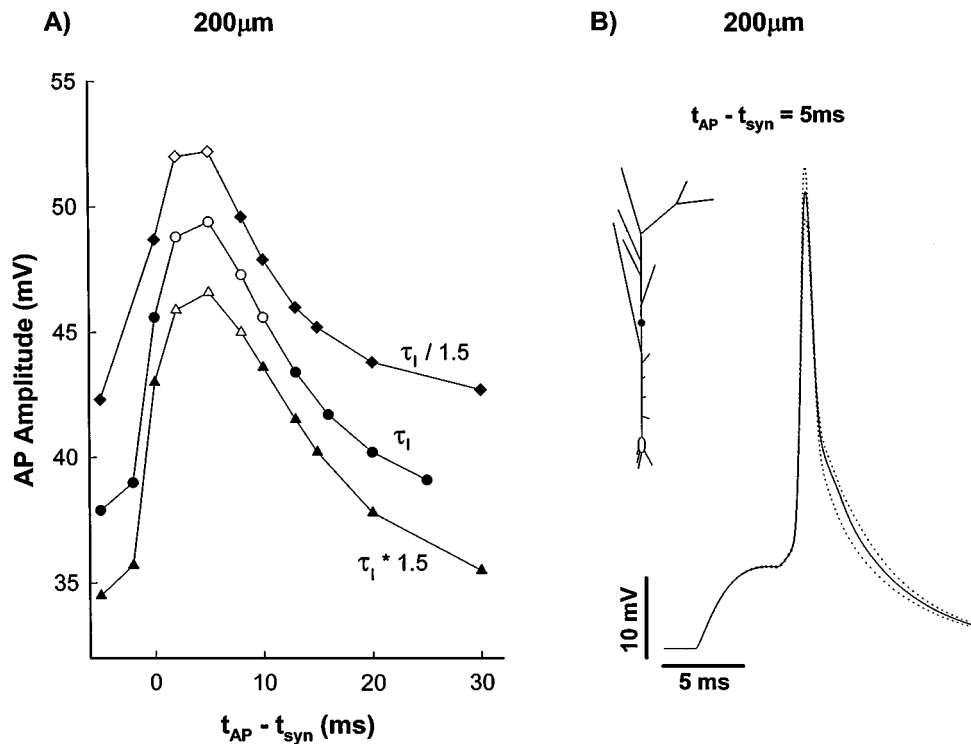 A) 200μm
AP Amplitude (mV)
55
50
45
40
35
τI / 1.5
τI
τI * 1.5
0 10 20 30
tAP - tsyn (ms)
B) 200μm
tAP - tsyn = 5ms
10 mV
5 ms